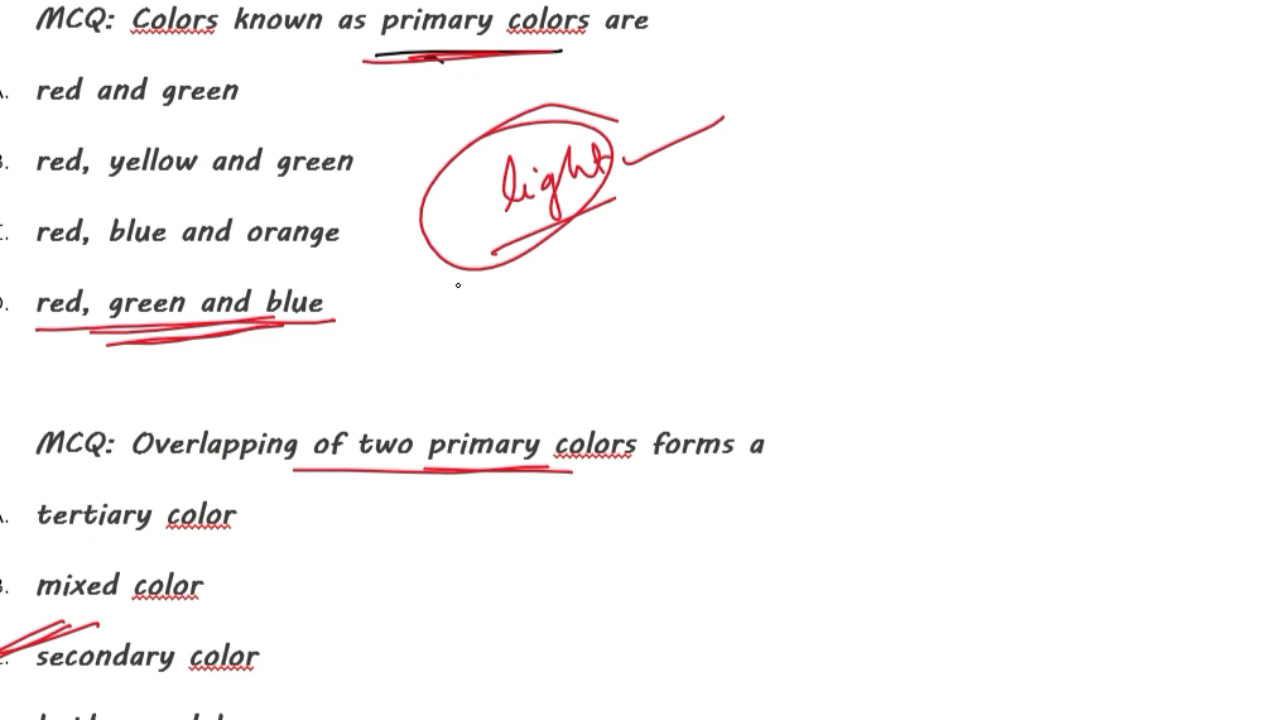 MCQ: Colors known as primary colors are
red and green
red, yellow and green
light
red, blue and orange
red, green and blue
MCQ: Overlapping of two primary colors forms a
tertiary color
mixed color
secondary color